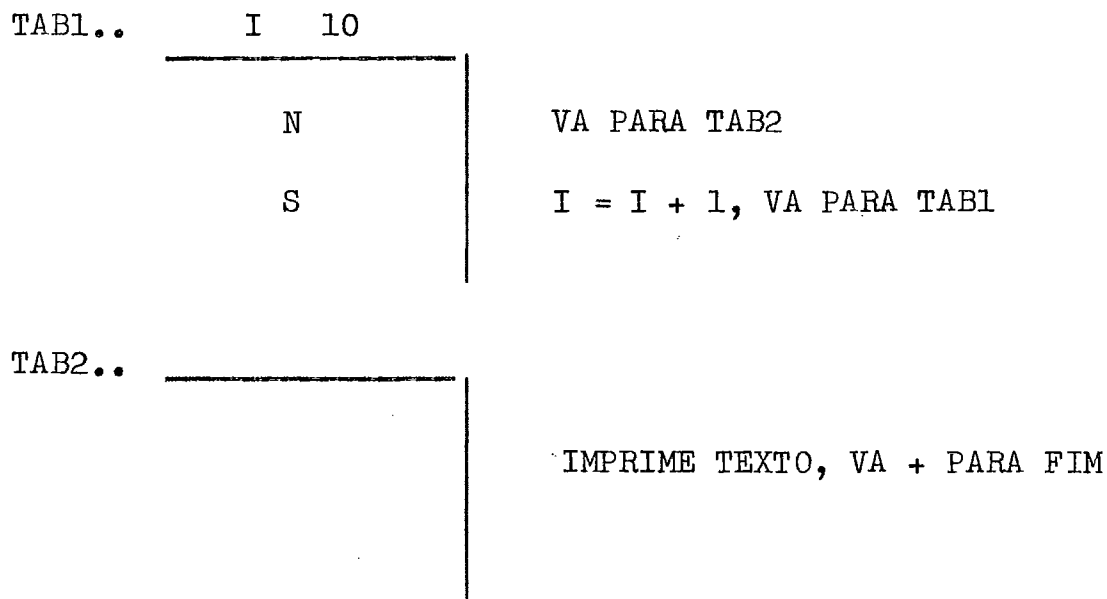 TAB1.. I 10
N VA PARA TAB2
S I = I + 1, VA PARA TAB1
TAB2..
IMPRIME TEXTO, VA + PARA FIM